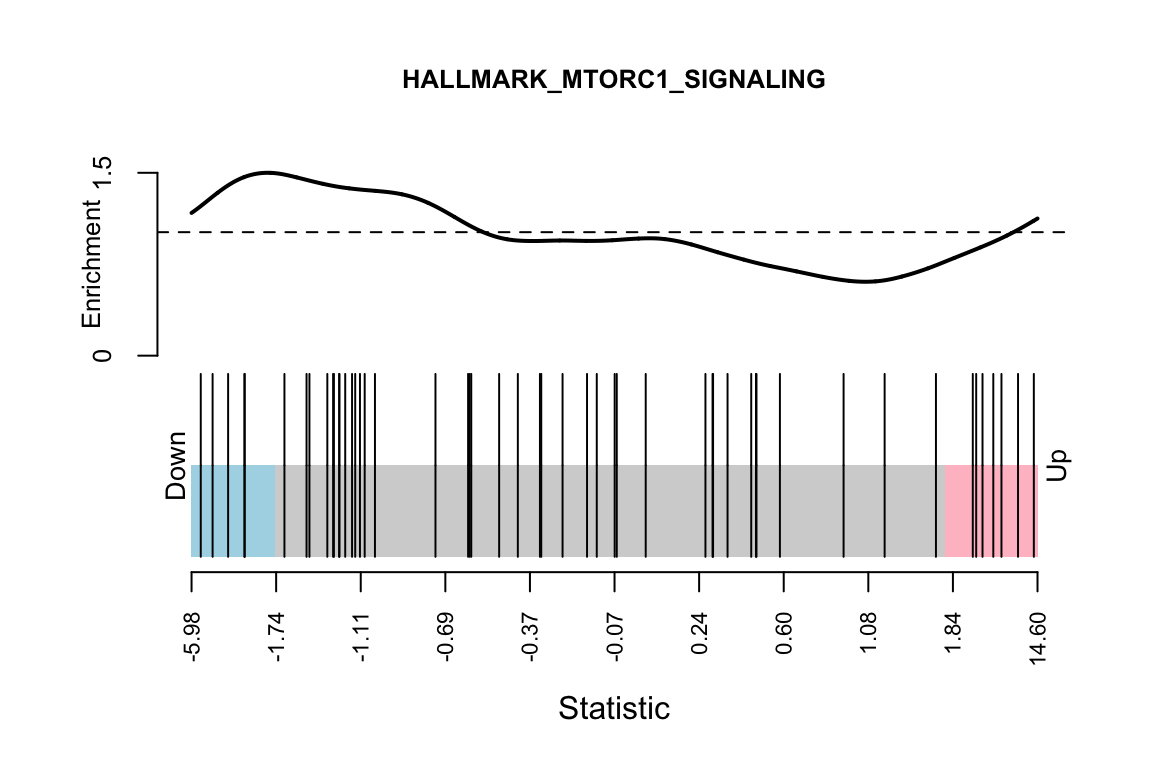 HALLMARK_MTORC1_SIGNALING
Enrichment
1.5
0
Down
Up
-5.98
-1.74
-1.11
-0.69
-0.37
-0.07
0.24
0.60
1.08
1.84
14.60
Statistic